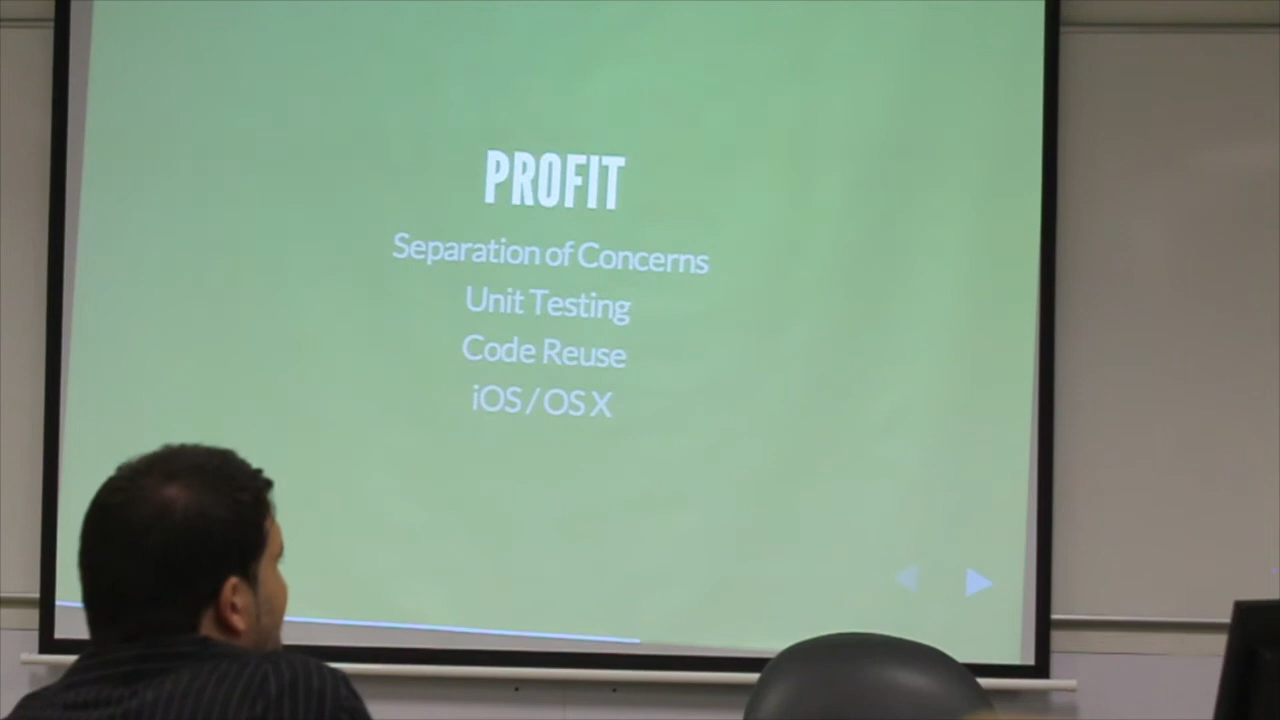 PROFIT
Separation of Concerns
Unit Testing
Code Reuse
iOS / OS X